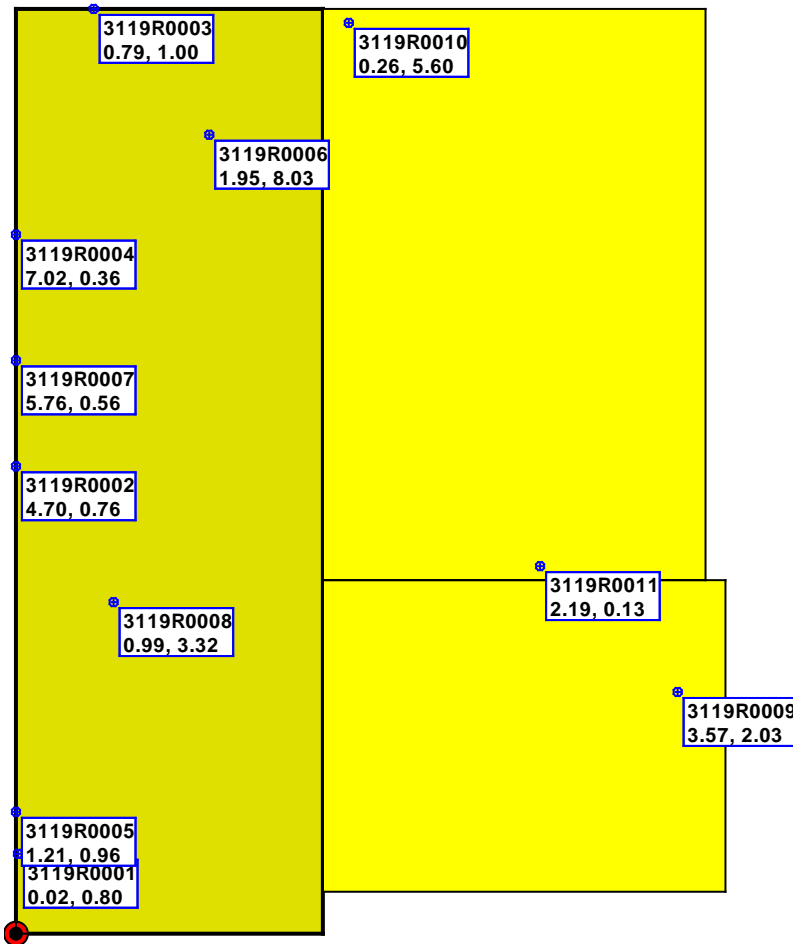 3119R0003
0.79, 1.00
3119R0010
0.26, 5.60
3119R0006
1.95, 8.03
3119R0004
7.02, 0.36
3119R0007
5.76, 0.56
3119R0002
4.70, 0.76
3119R0011
2.19, 0.13
3119R0008
0.99, 3.32
3119R0009
3.57, 2.03
3119R0005
1.21, 0.96
3119R0001
0.02, 0.80